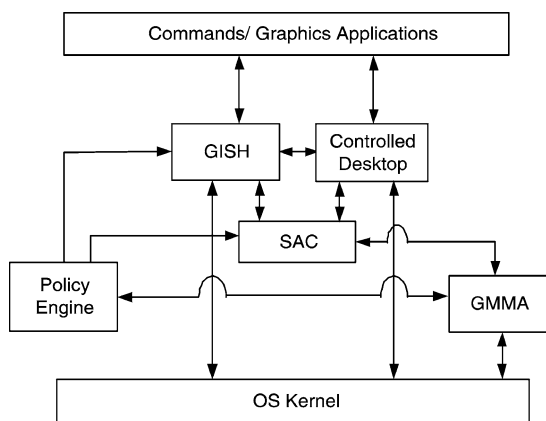 Commands/ Graphics Applications
GISH
Controlled
Desktop
SAC
Policy
Engine
GMMA
OS Kernel